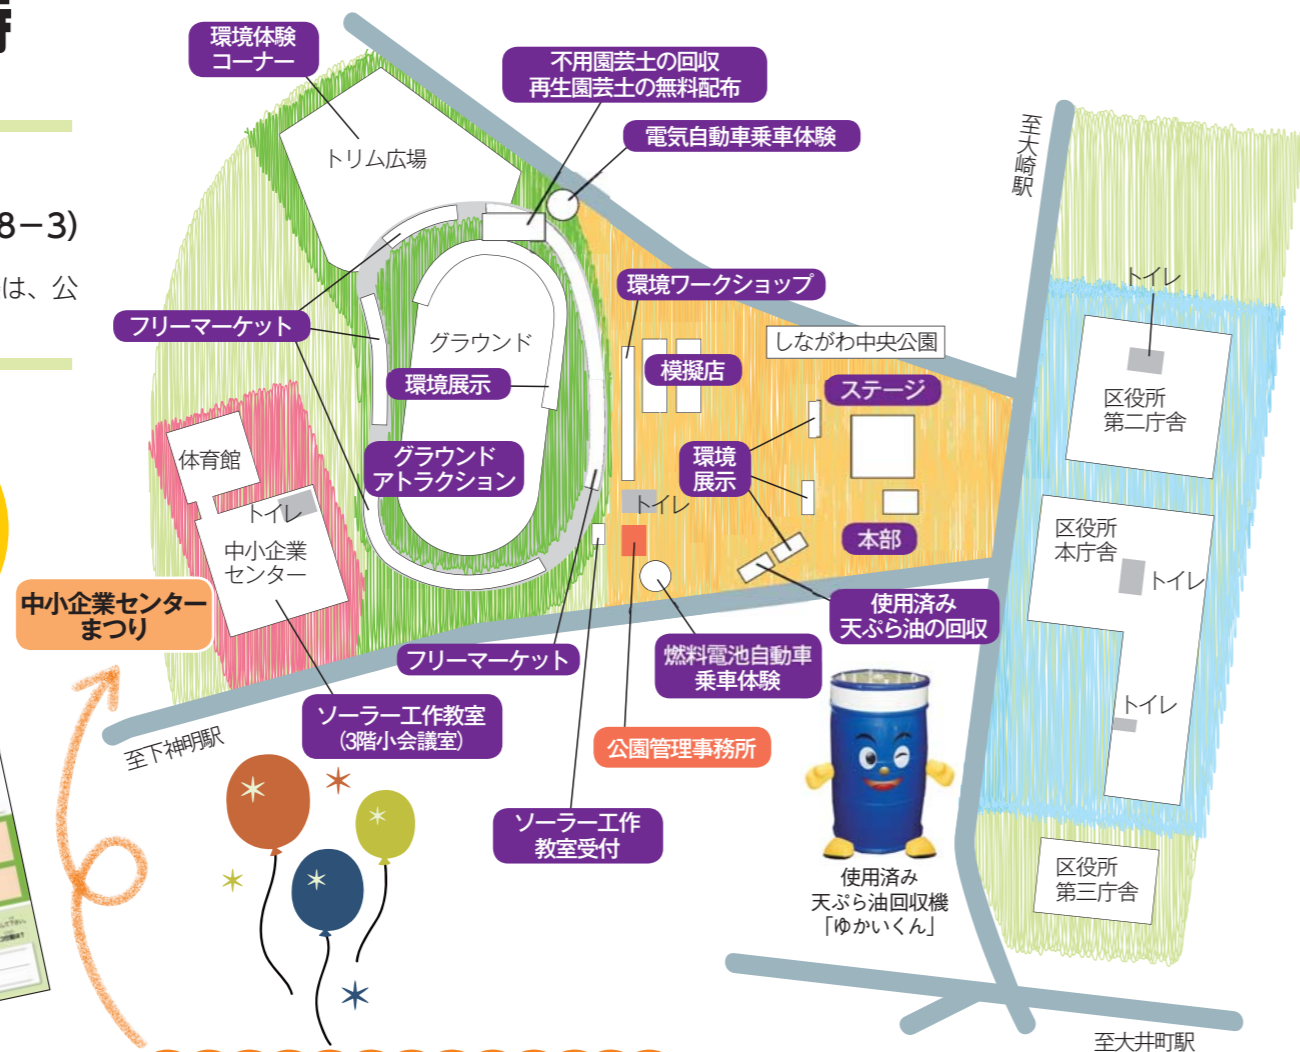 8−3)
は、公
環境体験
コーナー
不用園芸土の回収
再生園芸土の無料配布
電気自動車乗車体験
トリム広場
至大崎駅
環境ワークショップ
トイレ
フリーマーケット
グラウンド
しながわ中央公園
模擬店
環境展示
ステージ
区役所
第二庁舎
グラウンド
アトラクション
環境
展示
体育館
トイレ
トイレ
本部
区役所
本庁舎
トイレ
中小企業
センター
中小企業センター
まつり
使用済み
天ぷら油の回収
フリーマーケット
燃料電池自動車
乗車体験
トイレ
ソーラー工作教室
(3階小会議室)
至下神明駅
公園管理事務所
ソーラー工作
教室受付
使用済み
天ぷら油回収機
「ゆかいくん」
区役所
第三庁舎
至大井町駅